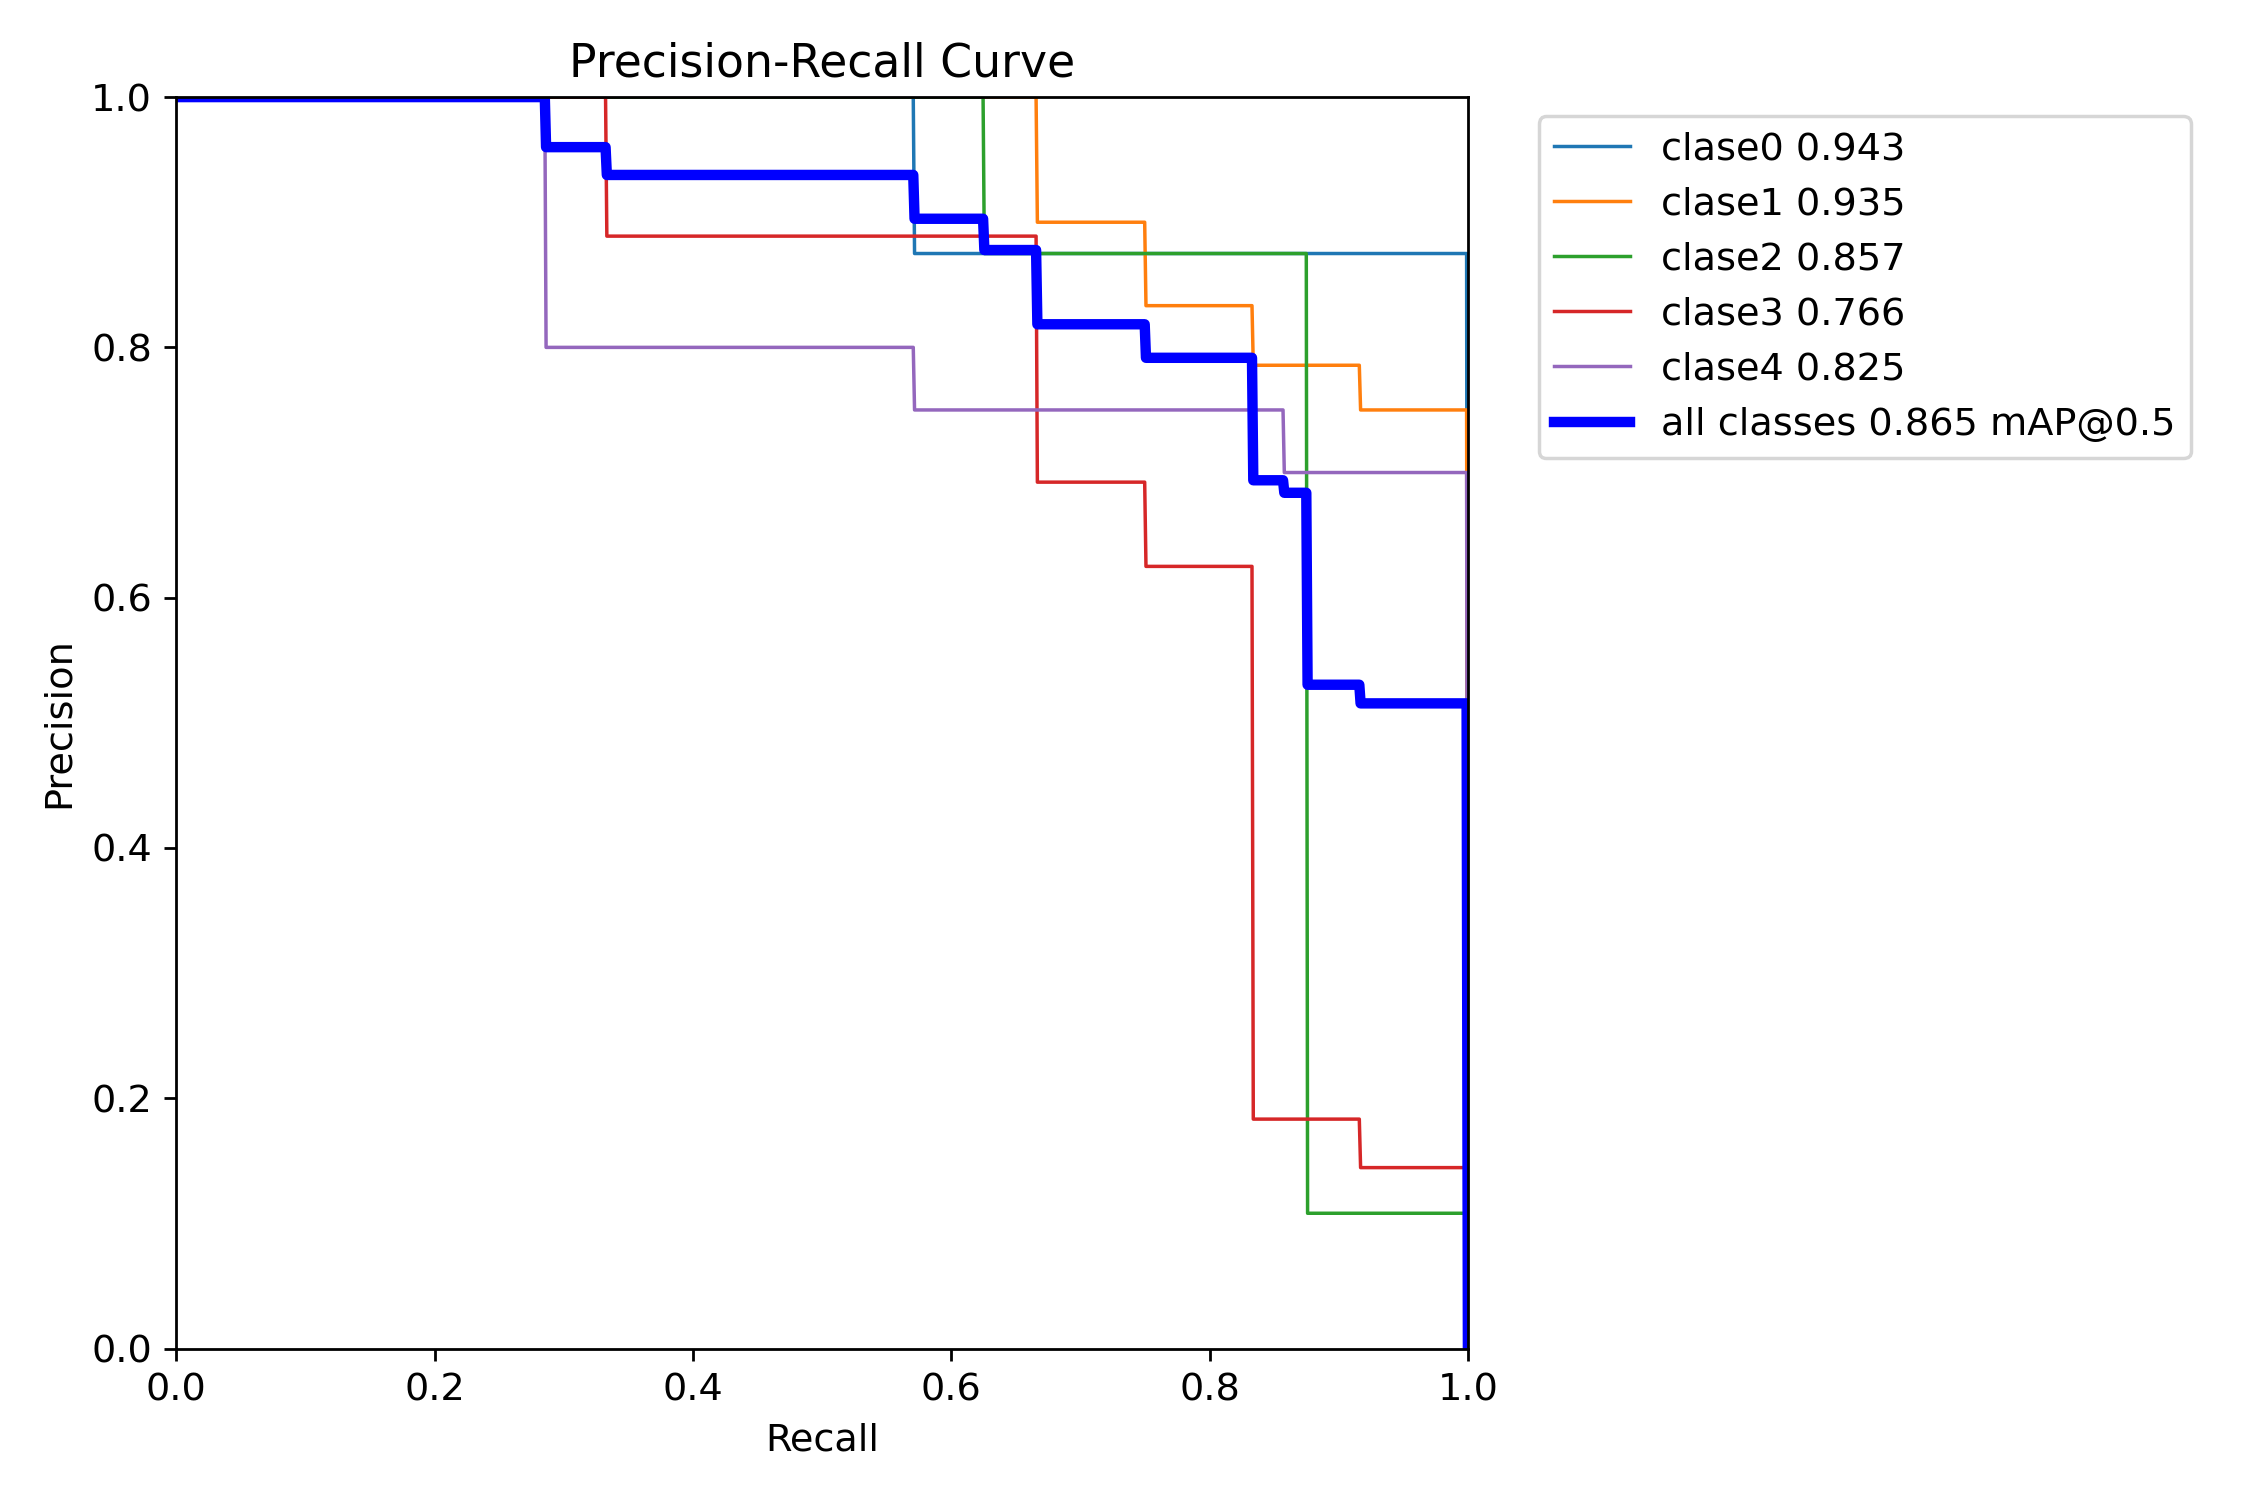 Precision-Recall Curve
1.0
0.8
0.6
0.4
0.2
0.0
Precision
0.0 0.2 0.4 0.6 0.8 1.0
Recall
clase0 0.943
clase1 0.935
clase2 0.857
clase3 0.766
clase4 0.825
all classes 0.865 mAP@0.5